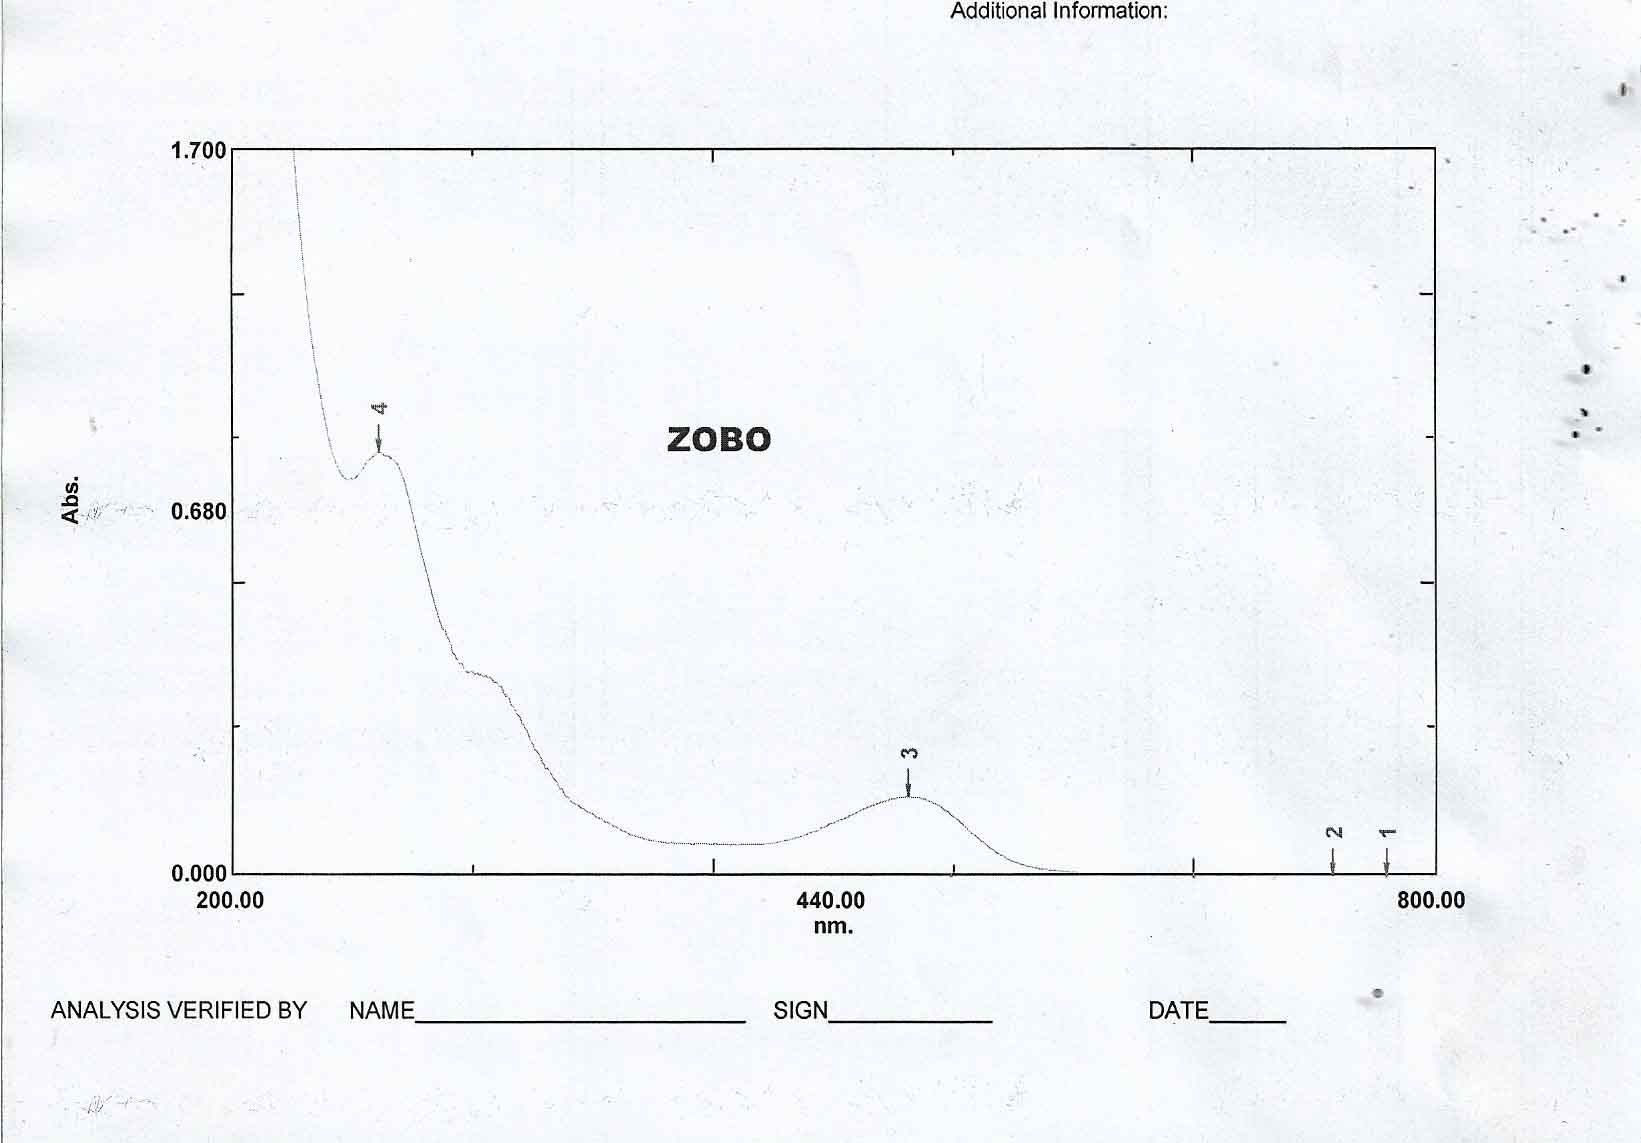 Additional Information:
1.700
4
ZOBO
Abs.
0.680
3
2
1
0.000
200.00
440.00
800.00
nm.
ANALYSIS VERIFIED BY NAME SIGN DATE